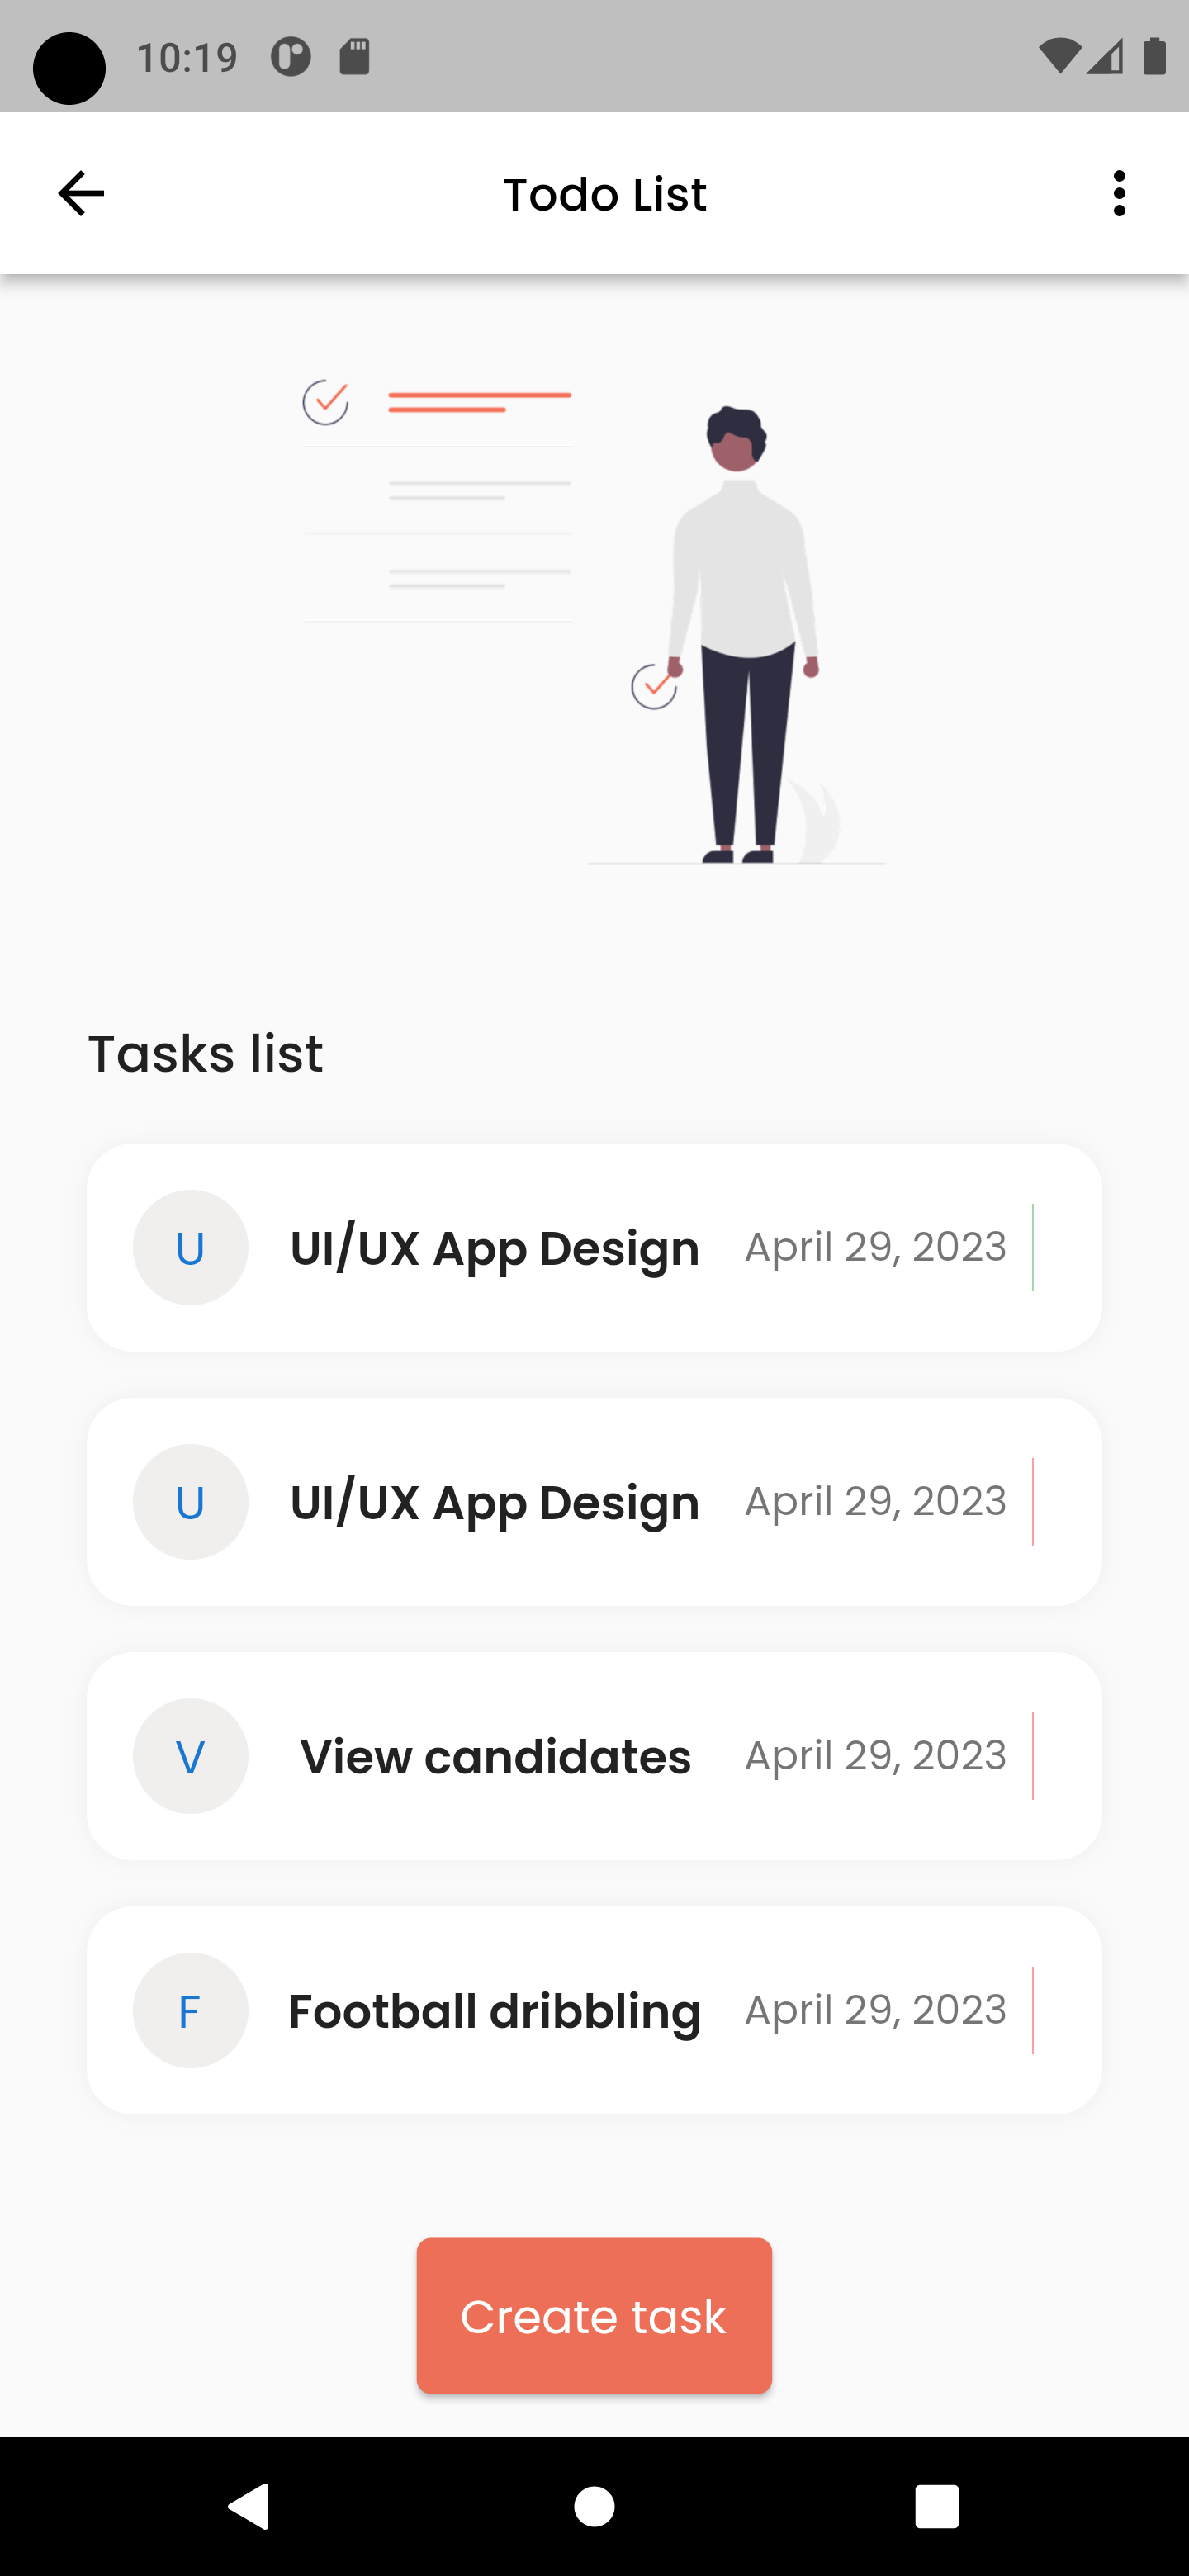 10:19
Todo List
Tasks list
U UI/UX App Design April 29, 2023
U UI/UX App Design April 29, 2023
V View candidates April 29, 2023
F Football dribbling April 29, 2023
Create task